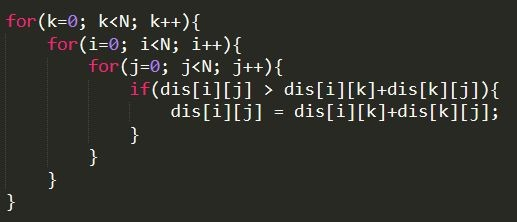 for(k=0; k<N; k++){
    for(i=0; i<N; i++){
        for(j=0; j<N; j++){
            if(dis[i][j] > dis[i][k]+dis[k][j]){
                dis[i][j] = dis[i][k]+dis[k][j];
            }
        }
    }
}